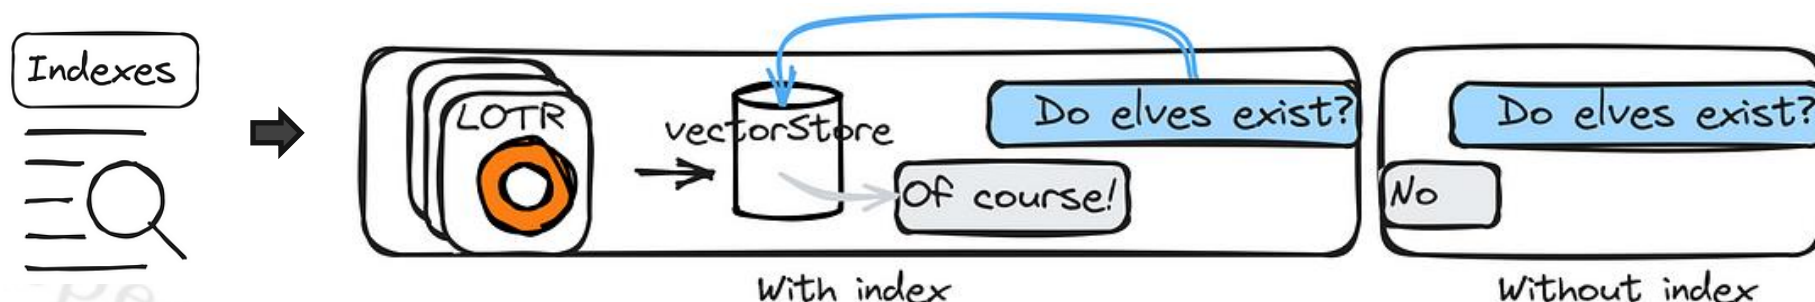 Indexes
LOTR
vectorStore
Do elves exist?
Of course!
With index
Do elves exist?
No
Without index